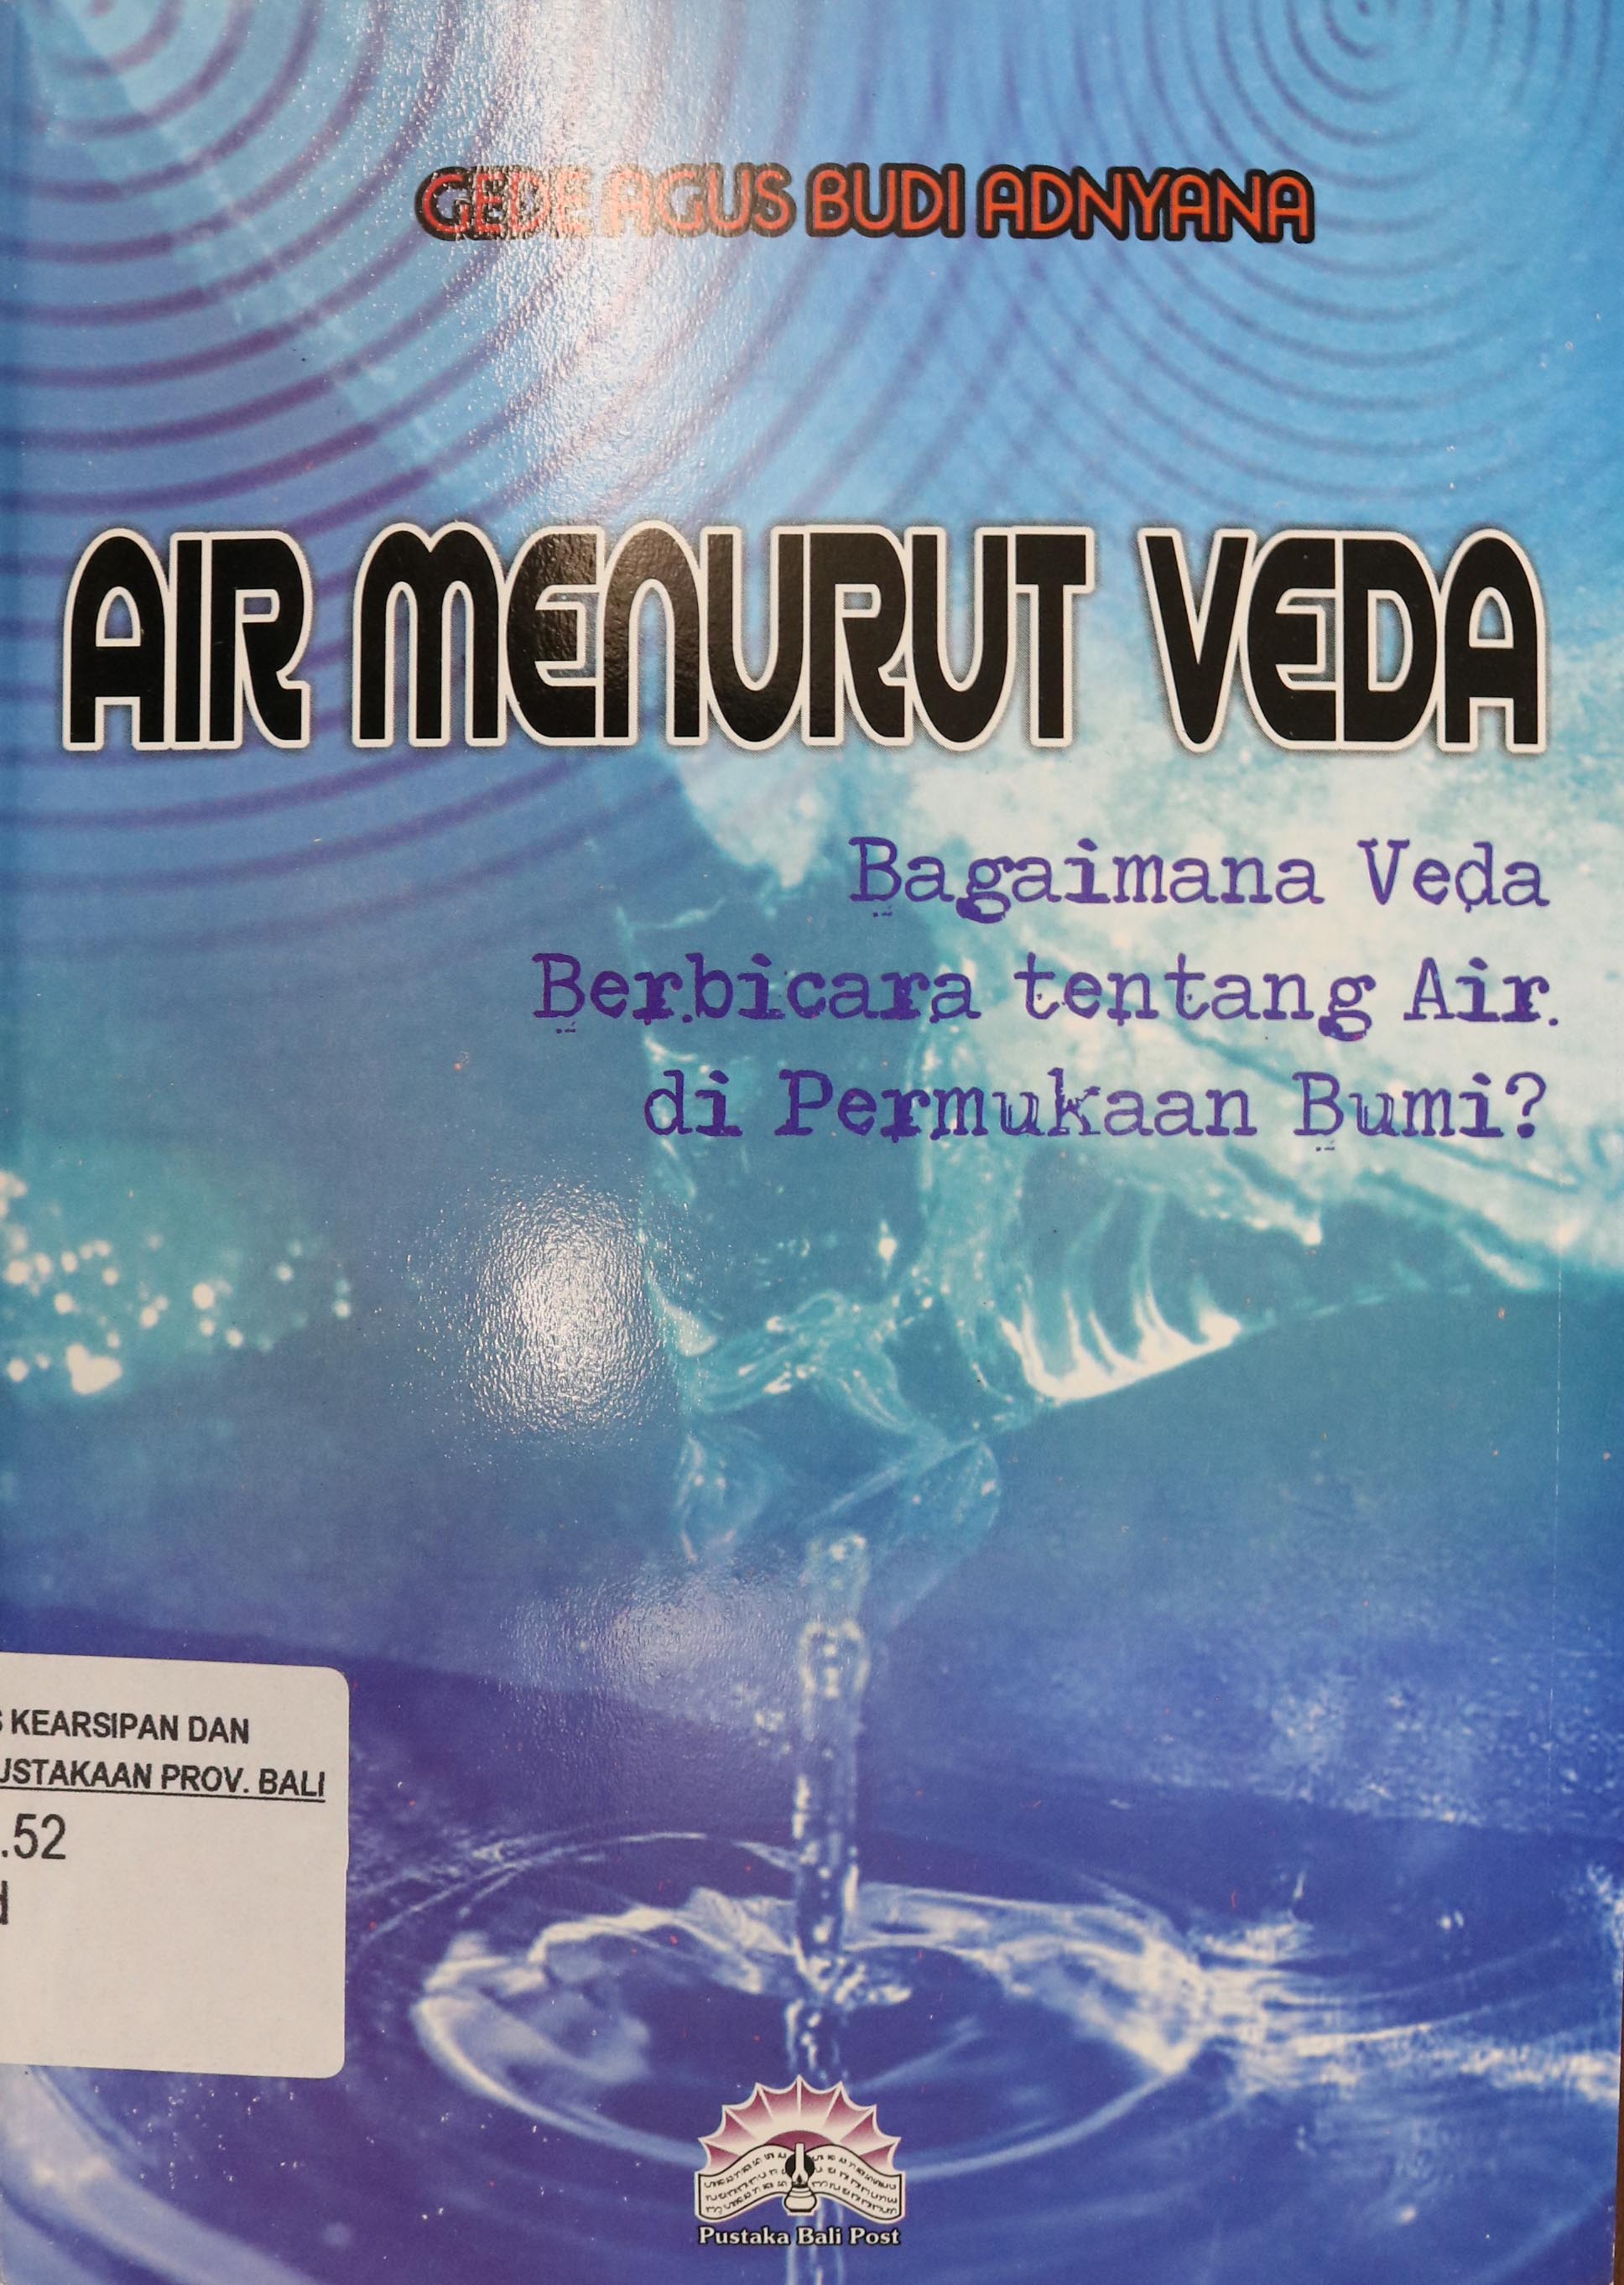 GEDE AGUS BUDI ADNYANA
AIR MENURUT VEDA
Bagaimana Veda
Berbicara tentang Air
di Permukaan Bumi?
KEARSIPAN DAN
USTAKAAN PROV. BALI
.52
Pustaka Bali Post